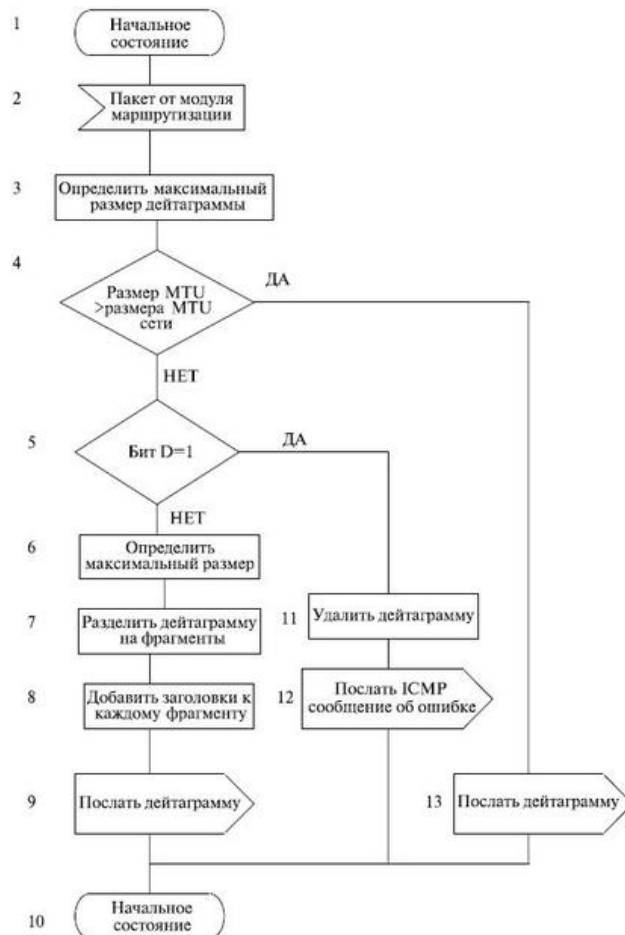 1
Начальное
состояние
2
Пакет от модуля
маршрутизации
3
Определить максимальный
размер дейтаграммы
4
Размер MTU
>размера MTU
сети
ДА
НЕТ
5
Бит D=1
ДА
НЕТ
6
Определить
максимальный размер
7
Разделить дейтаграмму
на фрагменты
11
Удалить дейтаграмму
8
Добавить заголовки к
каждому фрагменту
12
Послать ICMP
сообщение об ошибке
9
Послать дейтаграмму
13
Послать дейтаграмму
10
Начальное
состояние